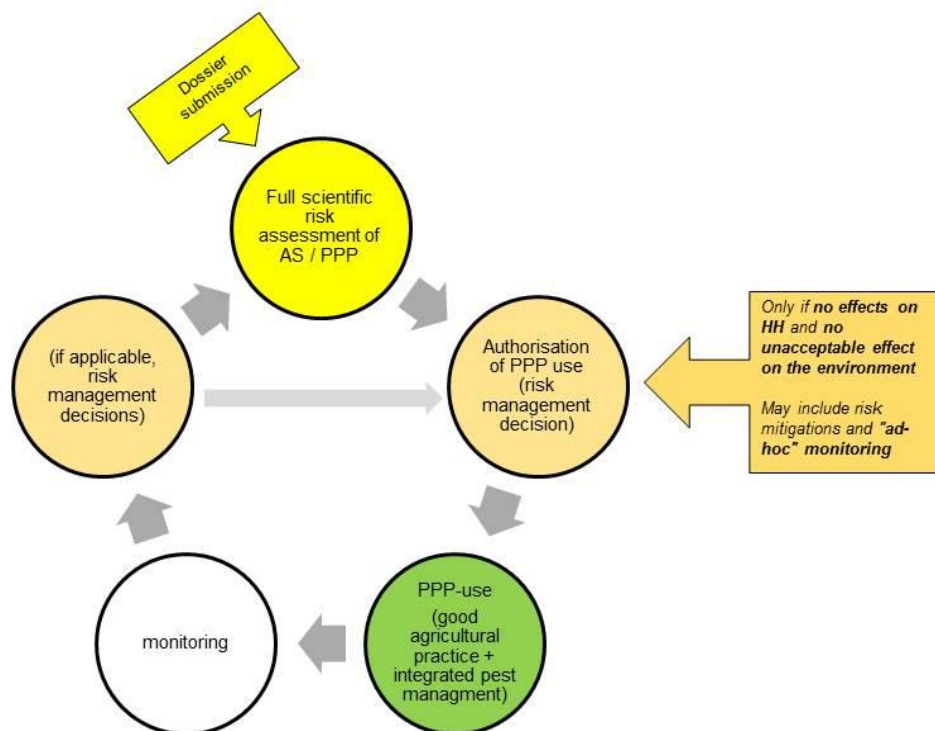 Dossier
submission
Full scientific
risk
assessment of
AS / PPP
(if applicable,
risk
management
decisions)
Authorisation
of PPP use
(risk
management
decision)
Only if no effects on
HH and no
unacceptable effect
on the environment
May include risk
mitigations and "ad-
hoc" monitoring
monitoring
PPP-use
(good
agricultural
practice +
integrated pest
managment)